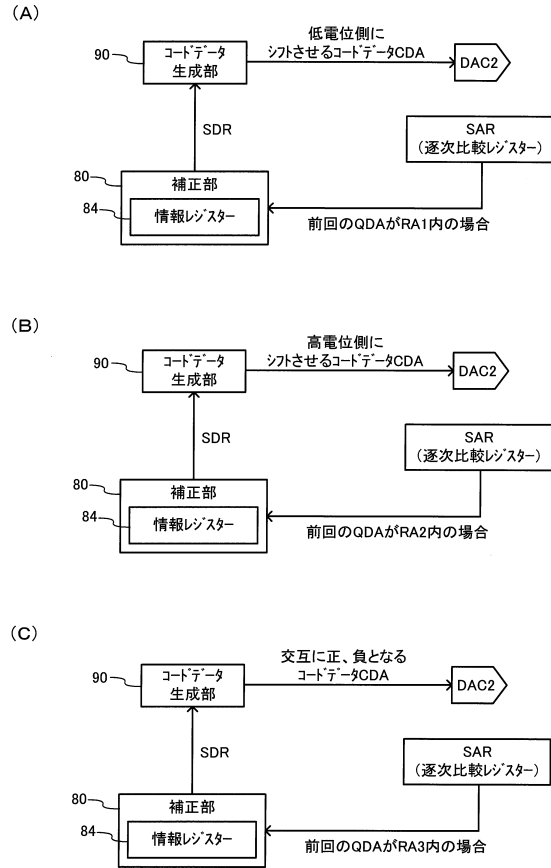 (A)
低電位側に
シフトさせるコードデータCDA
90
コードデータ
生成部
DAC2
SDR
SAR
(逐次比較レジスター)
80
補正部
84
情報レジスター
前回のQDAがRA1内の場合
(B)
高電位側に
シフトさせるコードデータCDA
90
コードデータ
生成部
DAC2
SDR
SAR
(逐次比較レジスター)
80
補正部
84
情報レジスター
前回のQDAがRA2内の場合
(C)
交互に正、負となる
コードデータCDA
90
コードデータ
生成部
DAC2
SDR
SAR
(逐次比較レジスター)
80
補正部
84
情報レジスター
前回のQDAがRA3内の場合